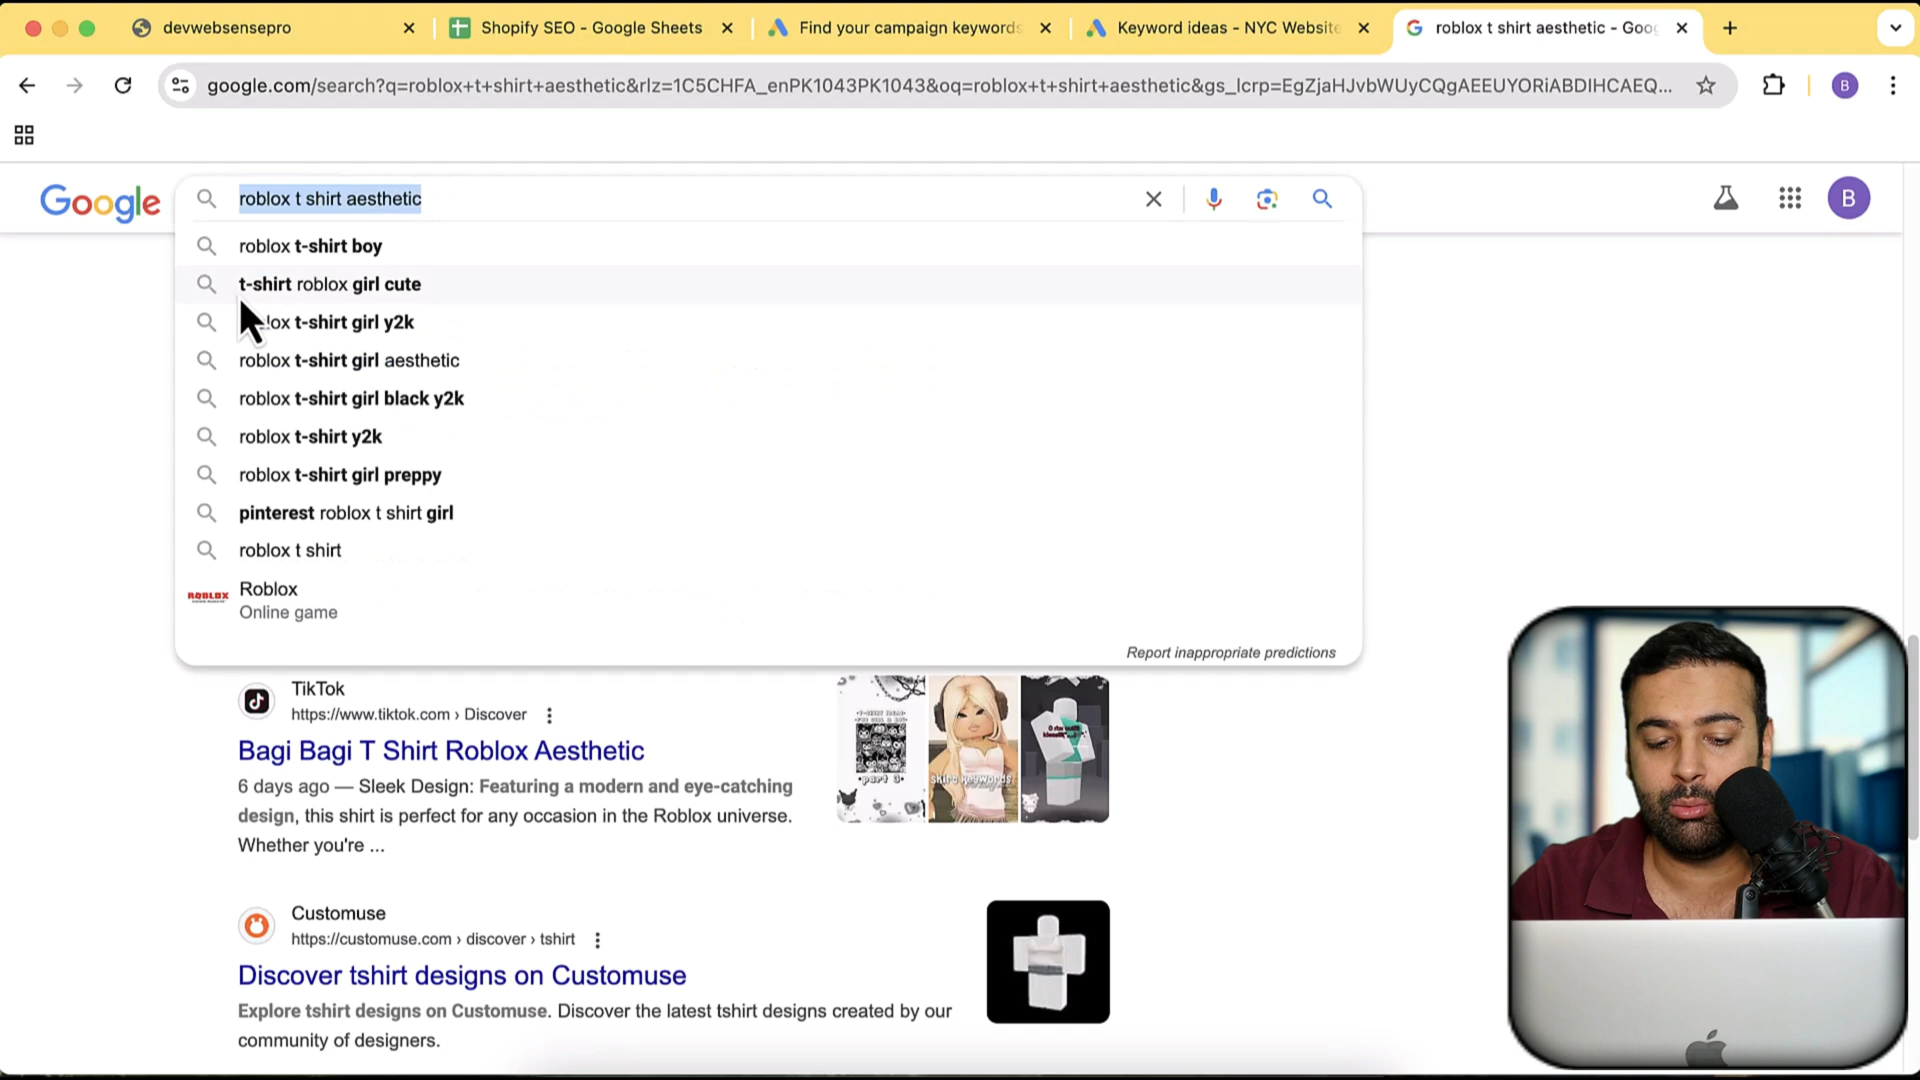 devwebsensepro
Shopify SEO - Google Sheets
Find your campaign keywords
Keyword ideas - NYC Website
roblox t shirt aesthetic - Goo
google.com/search?q=roblox+t+shirt+aesthetic&rlz=1C5CHFA_enPK1043PK1043&oq=roblox+t+shirt+aesthetic&gs_lcrp=EgZjaHJvbWUyCQgAEEUYORiABDIHCAEQ...
B
Google
roblox t shirt aesthetic
B
roblox t-shirt boy
t-shirt roblox girl cute
lox t-shirt girl y2k
roblox t-shirt girl aesthetic
roblox t-shirt girl black y2k
roblox t-shirt y2k
roblox t-shirt girl preppy
pinterest roblox t shirt girl
roblox t shirt
ROBLOX
Roblox
Online game
Report inappropriate predictions
TikTok
https://www.tiktok.com › Discover
Bagi Bagi T Shirt Roblox Aesthetic
6 days ago — Sleek Design: Featuring a modern and eye-catching
design, this shirt is perfect for any occasion in the Roblox universe.
Whether you're ...
Customuse
https://customuse.com › discover › tshirt
Discover tshirt designs on Customuse
Explore tshirt designs on Customuse. Discover the latest tshirt designs created by our
community of designers.